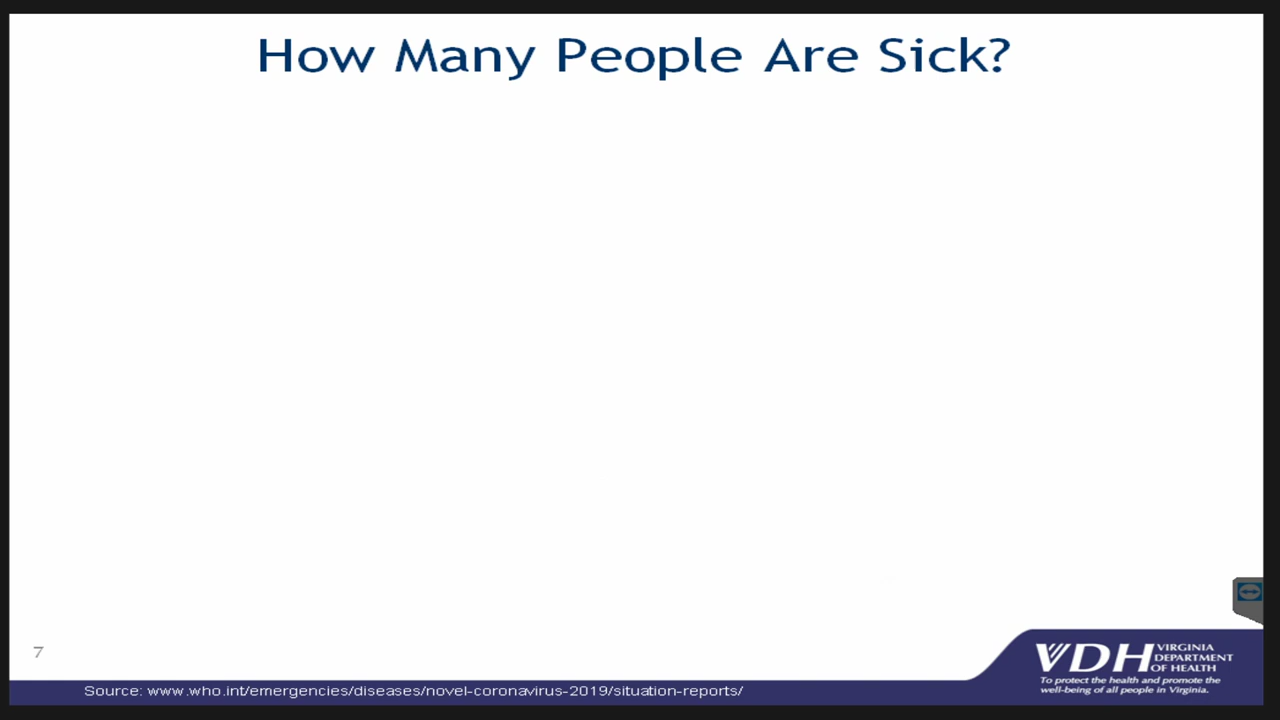 How Many People Are Sick?
7
VDH VIRGINIA
DEPARTMENT
OF HEALTH
To protect the health and promote the
well-being of all people in Virginia.
Source: www.who.int/emergencies/diseases/novel-coronavirus-2019/situation-reports/